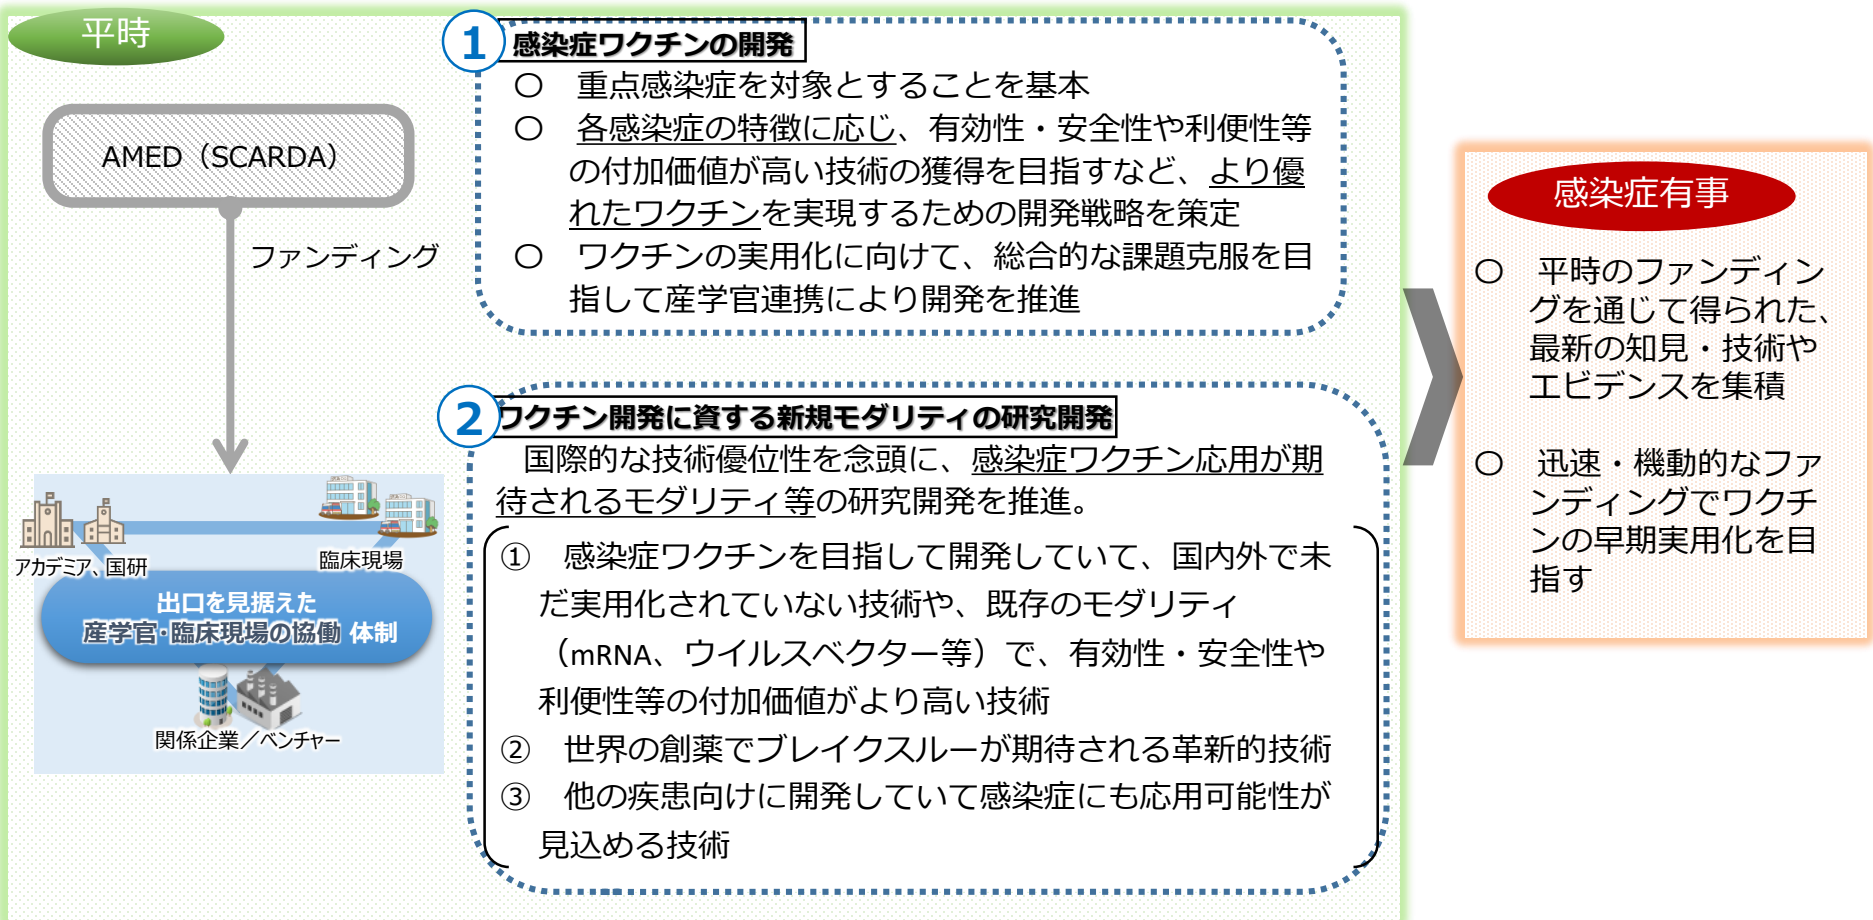 平時
AMED（SCARDA）
ファンディング
アカデミア、国研
臨床現場
出口を見据えた
産学官・臨床現場の協働 体制
関係企業／ベンチャー
1 感染症ワクチンの開発
○　重点感染症を対象とすることを基本
○　各感染症の特徴に応じ、有効性・安全性や利便性等
の付加価値が高い技術の獲得を目指すなど、より優
れたワクチンを実現するための開発戦略を策定
○　ワクチンの実用化に向けて、総合的な課題克服を目
指して産学官連携により開発を推進
2 ワクチン開発に資する新規モダリティの研究開発
国際的な技術優位性を念頭に、感染症ワクチン応用が期
待されるモダリティ等の研究開発を推進。
①　感染症ワクチンを目指して開発していて、国内外で未
だ実用化されていない技術や、既存のモダリティ
（mRNA、ウイルスベクター等）で、有効性・安全性や
利便性等の付加価値がより高い技術
②　世界の創薬でブレイクスルーが期待される革新的技術
③　他の疾患向けに開発していて感染症にも応用可能性が
見込める技術
感染症有事
○　平時のファンディン
グを通じて得られた、
最新の知見・技術や
エビデンスを集積
○　迅速・機動的なファ
ンディングでワクチ
ンの早期実用化を目
指す